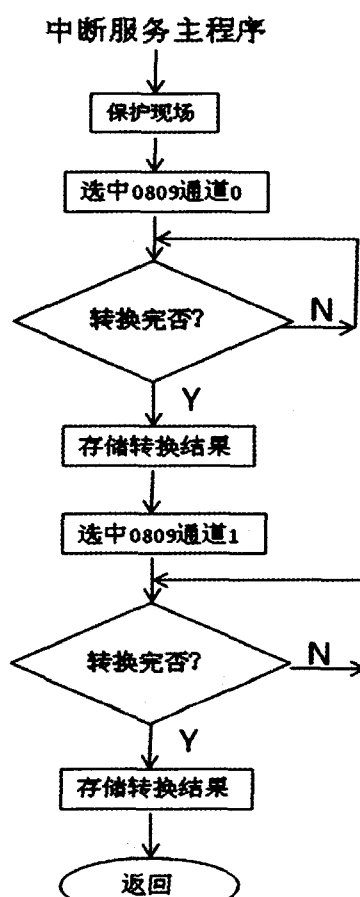 中断服务主程序
保护现场
选中0809通道0
转换完否?
N
Y
存储转换结果
选中0809通道1
转换完否?
N
Y
存储转换结果
返回